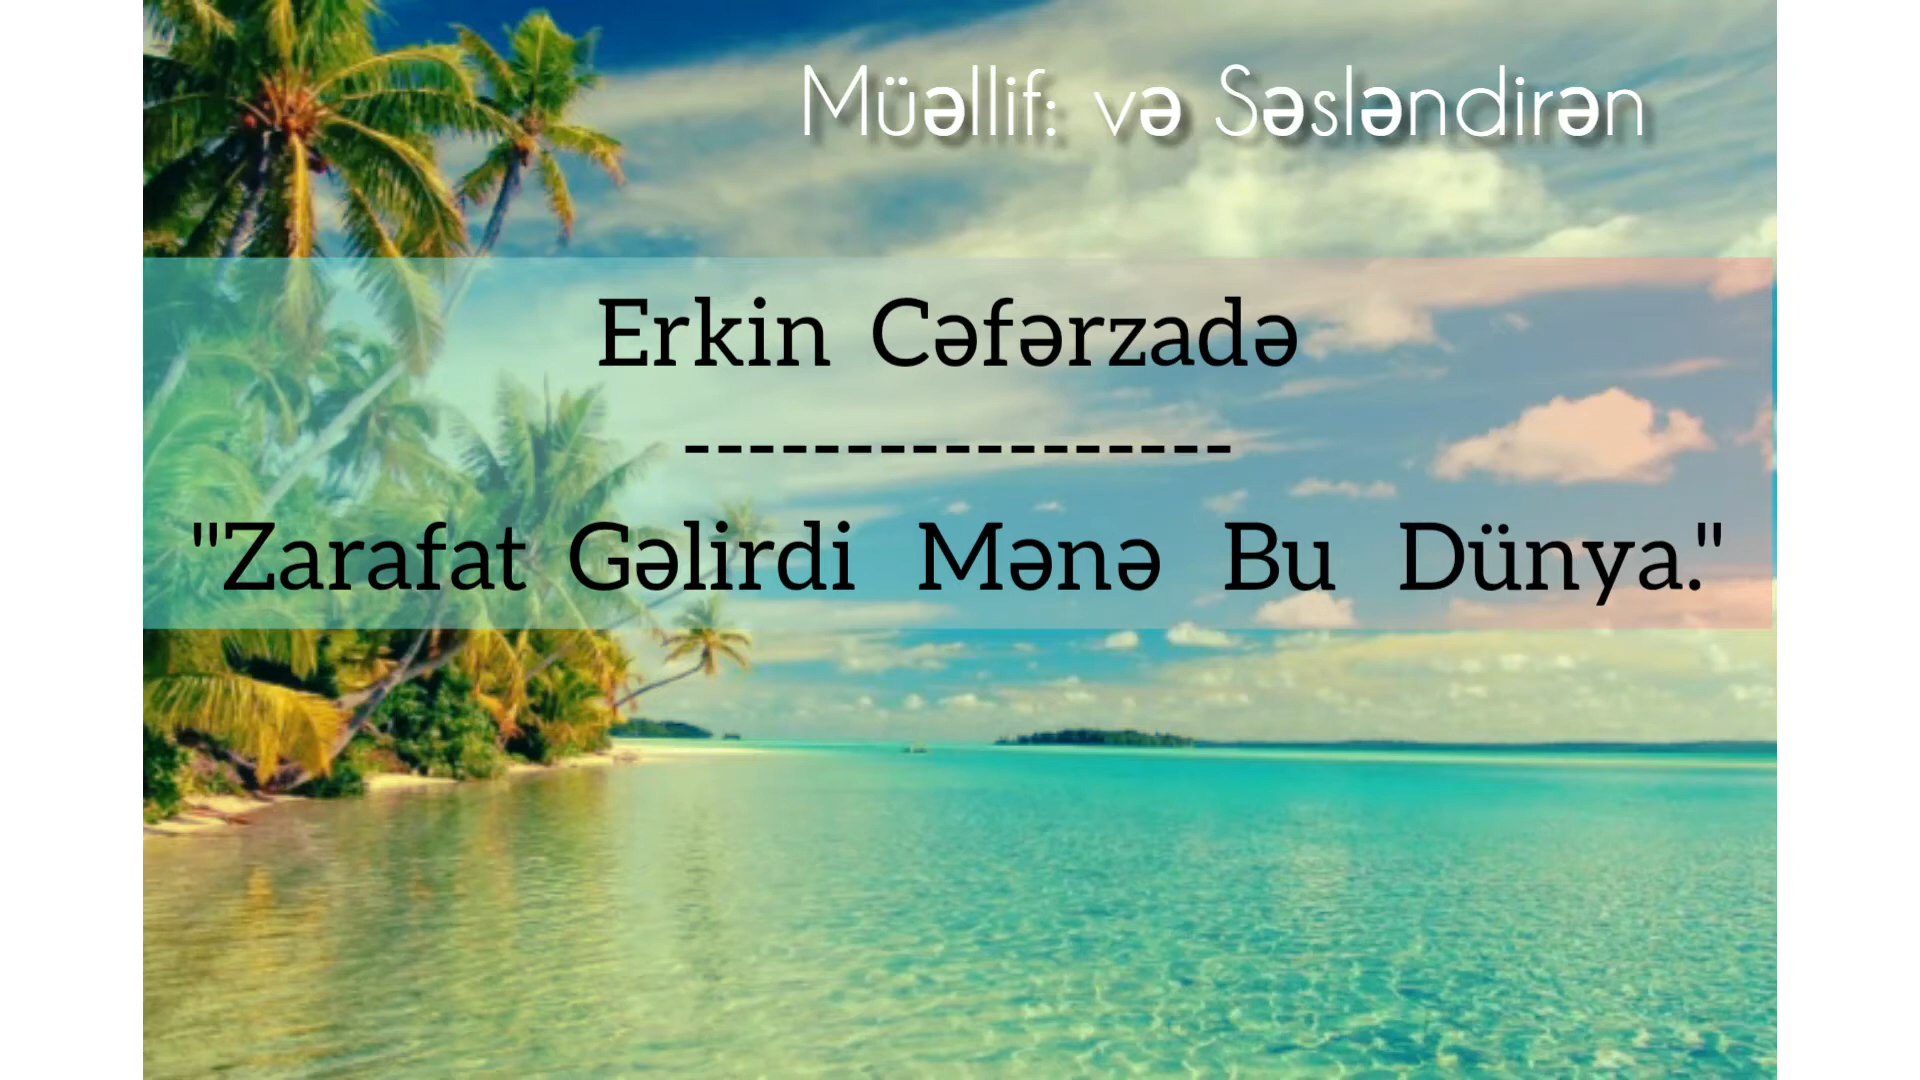 Müəllif: və Səsləndirən
Erkin Cəfərzadə
-----------------
"Zarafat Gəlirdi Mənə Bu Dünya."